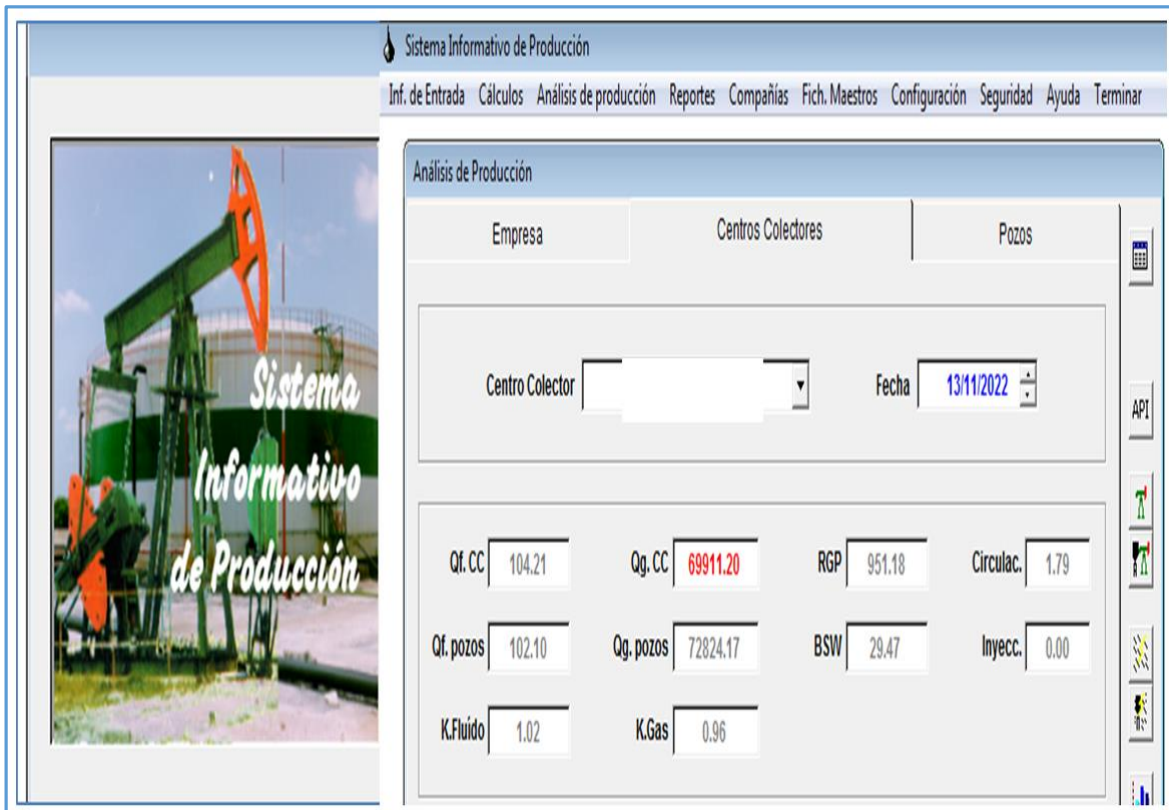 Sistema
Informativo
de Producción
Sistema Informativo de Producción
Inf. de Entrada Cálculos Análisis de producción Reportes Compañías Fich. Maestros Configuración Seguridad Ayuda Terminar
Análisis de Producción
Empresa Centros Colectores Pozos
Centro Colector Fecha 13/11/2022
API
Qf. CC 104.21 Qg. CC 69911.20 RGP 951.18 Circulac. 1.79
Qf. pozos 102.10 Qg. pozos 72824.17 BSW 29.47 Inyecc. 0.00
K.Fluído 1.02 K.Gas 0.96